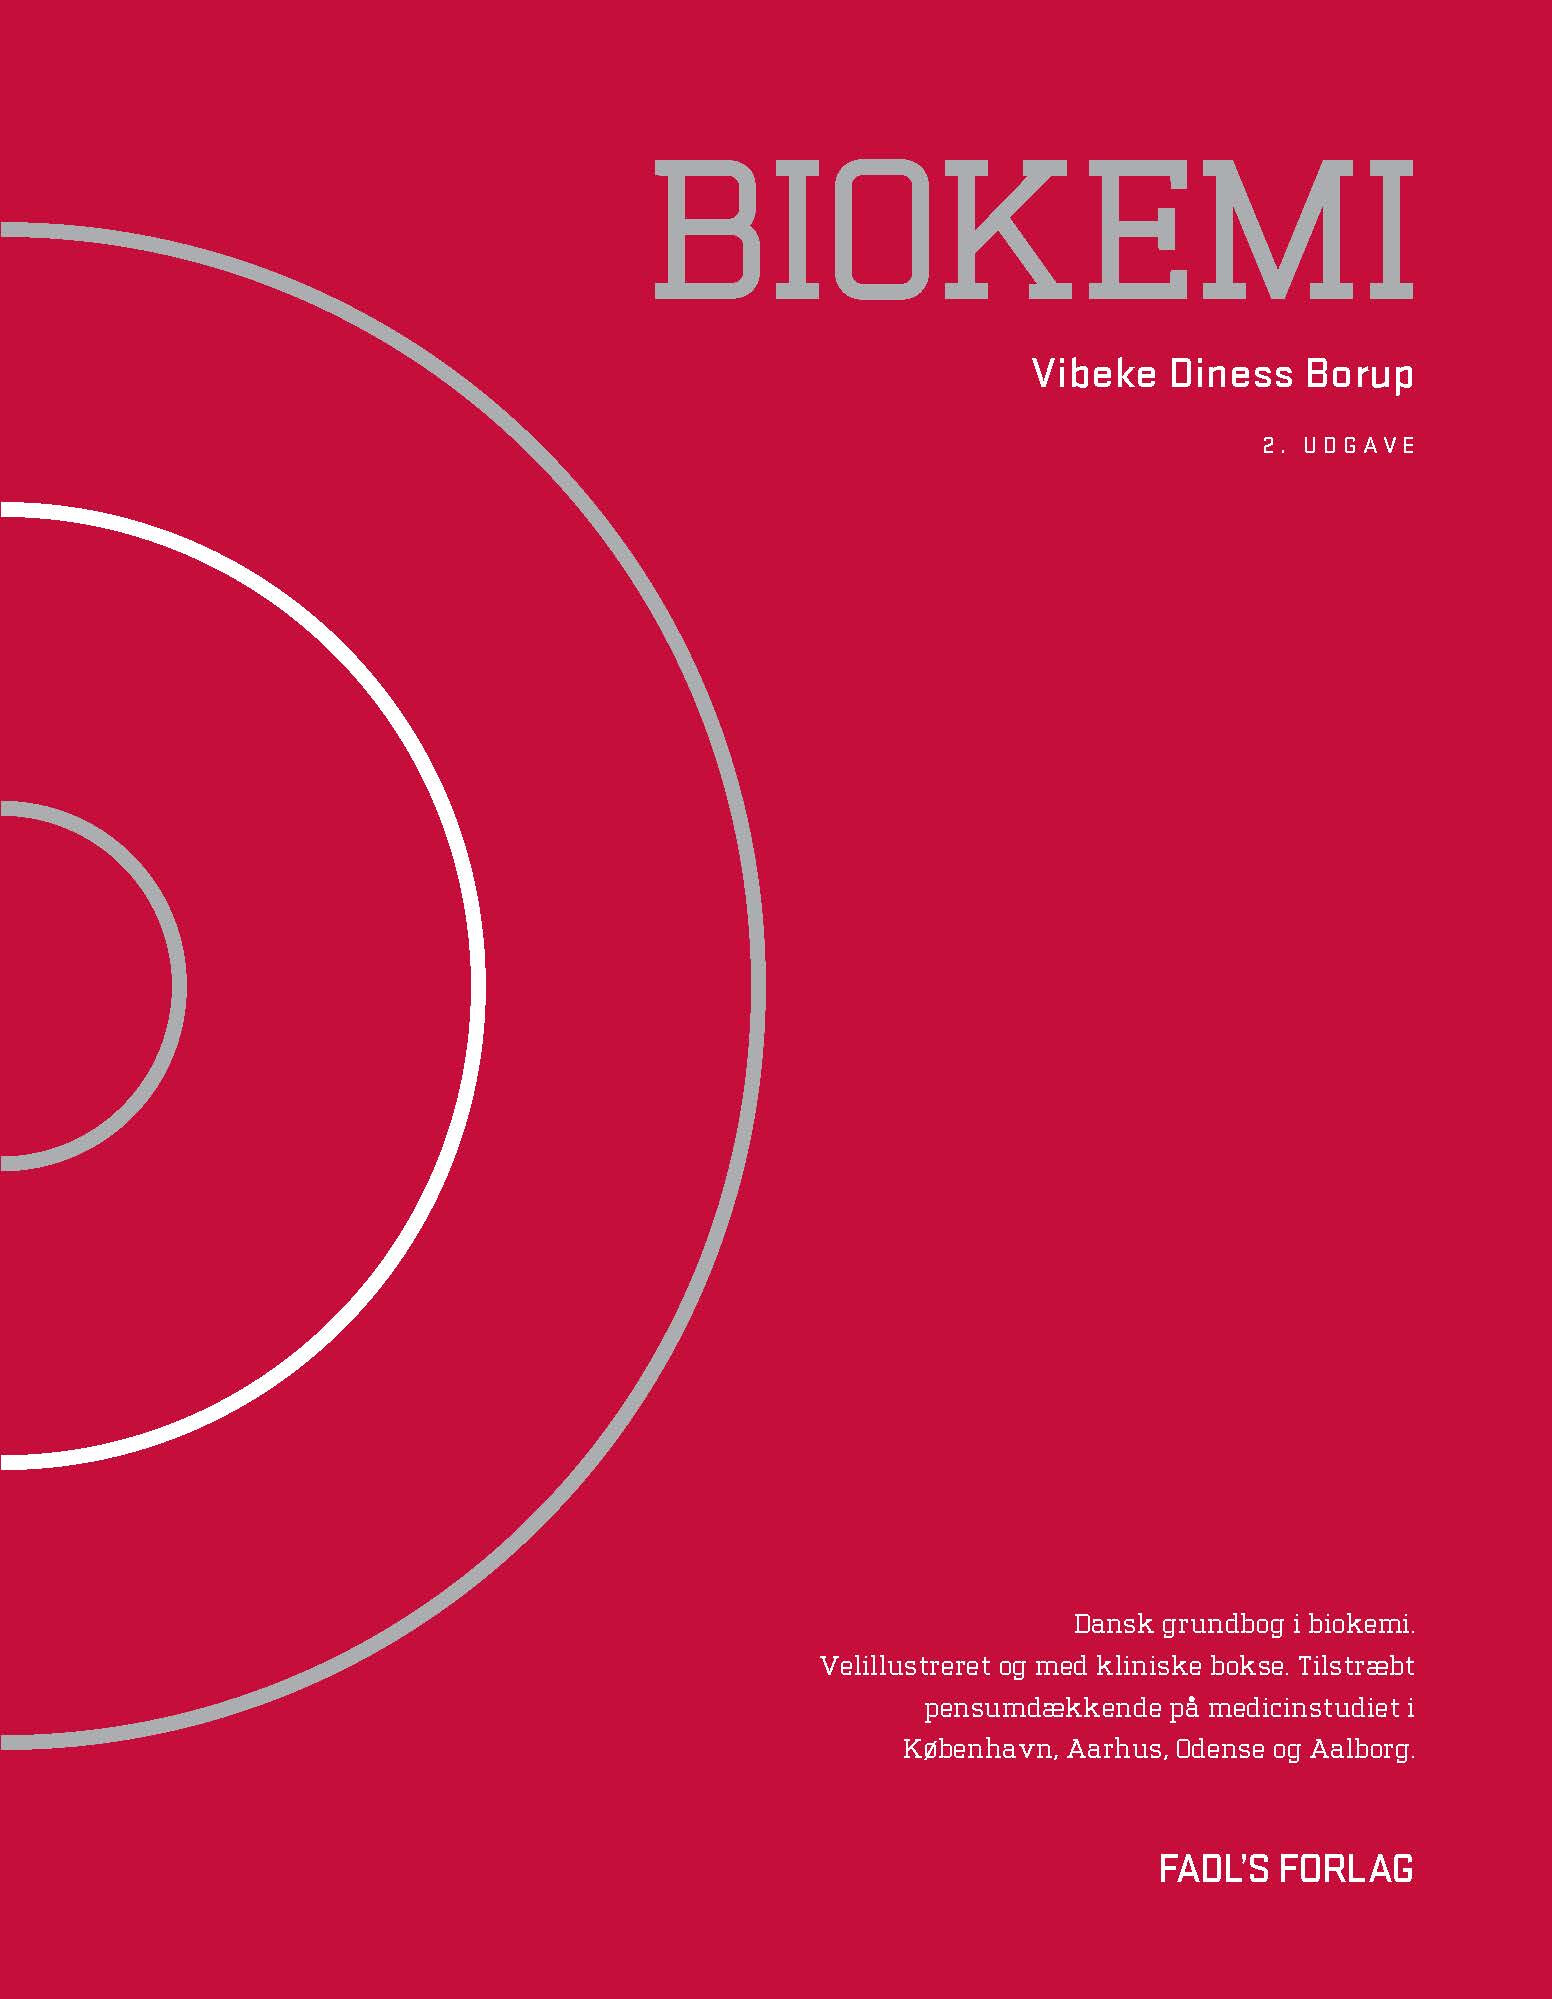 BIOKEMI
Vibeke Diness Borup
2. UDGAVE
Dansk grundbog i biokemi.
Velillustreret og med kliniske bokse. Tilstræbt
pensumdækkende på medicinstudiet i
København, Aarhus, Odense og Aalborg.
FADL'S FORLAG